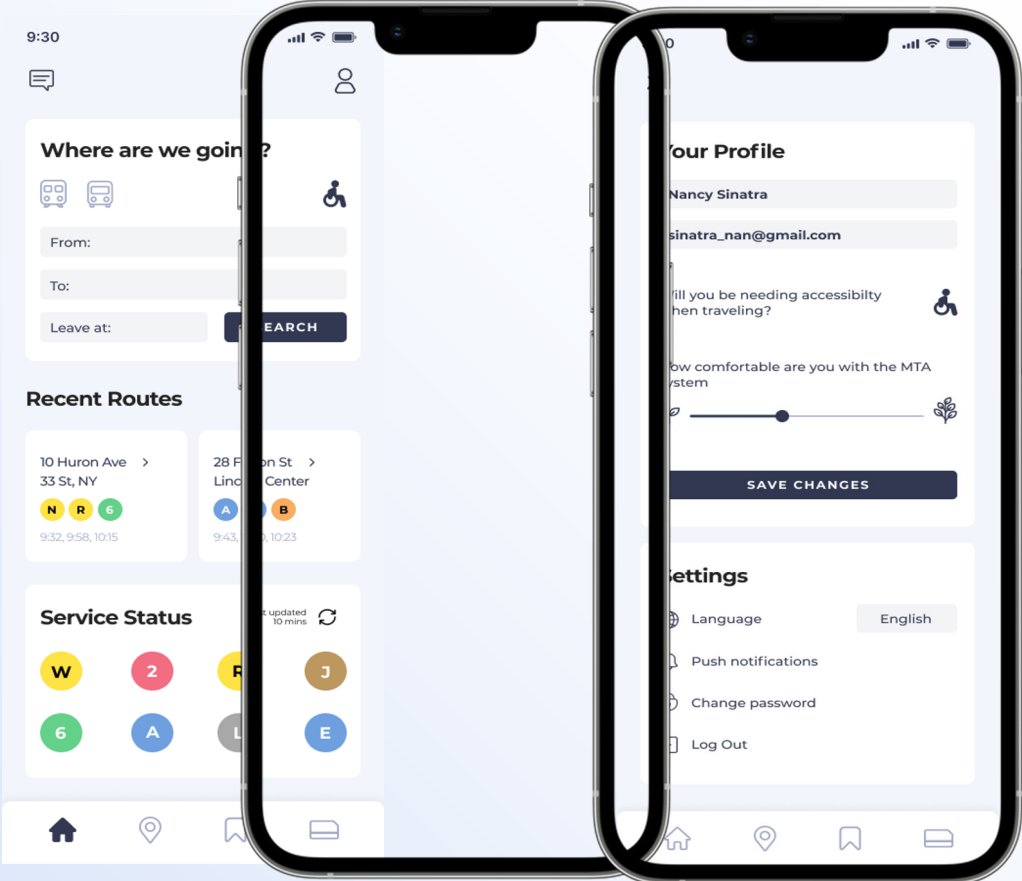 9:30
Where are we goin ?
From:
To:
Leave at:
EARCH
Recent Routes
10 Huron Ave
33 St, NY
N R 6
9:32, 9:58, 10:15
28 F on St
Linc Center
A B
9:43, 10:23
Service Status
t updated
10 mins
W 2 R J
6 A L E
0
Your Profile
Nancy Sinatra
sinatra_nan@gmail.com
ill you be needing accessibilty
hen traveling?
ow comfortable are you with the MTA
ystem
SAVE CHANGES
Settings
Language English
Push notifications
Change password
Log Out